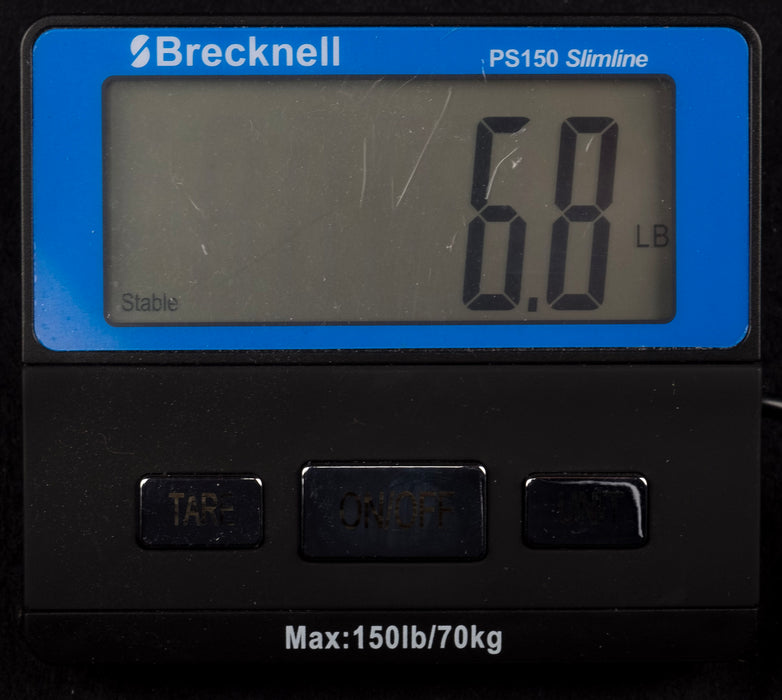 Brecknell
PS150 Slimline
6.8
LB
Stable
TARE ON/OFF UNIT
Max:150lb/70kg